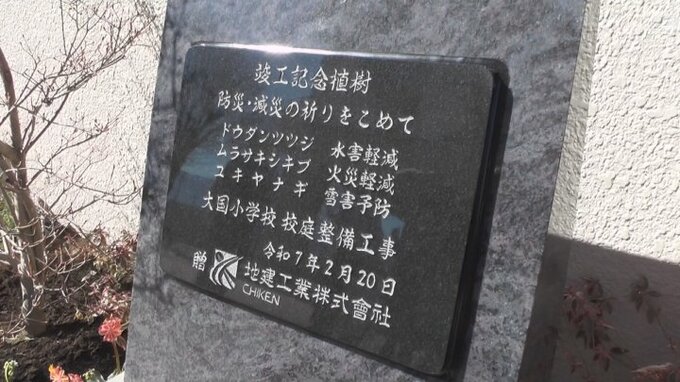 竣工記念植樹
防災・減災の祈りをこめて
ドウダンツツジ 水害軽減
ムラサキシキブ 火災軽減
ユキヤナギ 雪害予防
大国小学校 校庭整備工事
令和7年2月20日
贈 CHIKEN 地建工業株式會社